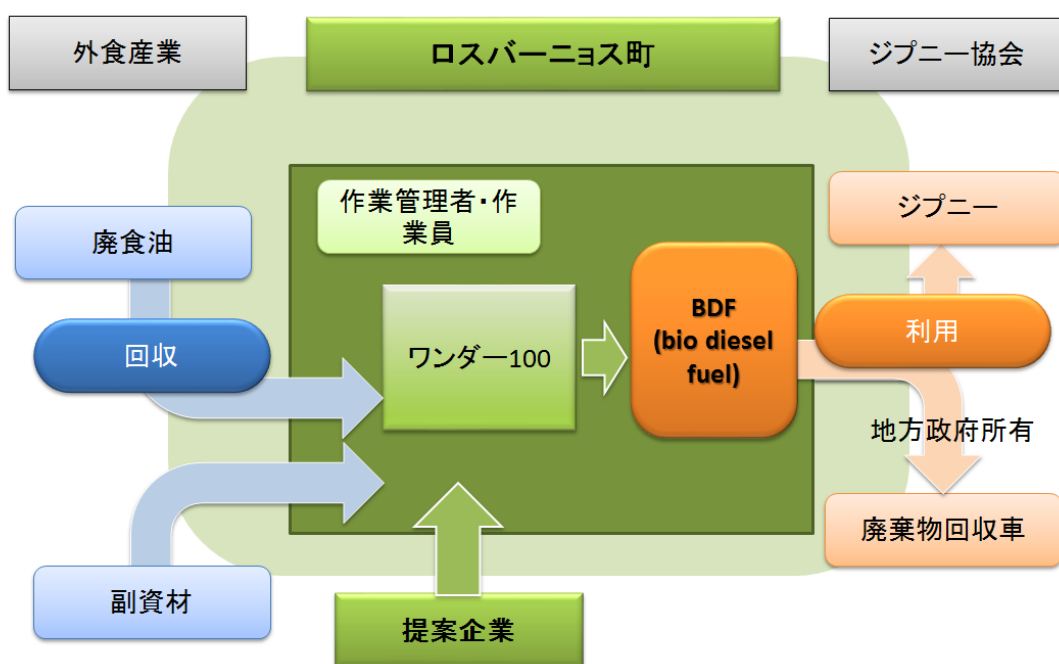 外食産業
ロスバーニョス町
ジプニー協会
作業管理者・作
業員
廃食油
ジプニー
回収
ワンダー100
BDF
(bio diesel
fuel)
利用
地方政府所有
廃棄物回収車
副資材
提案企業